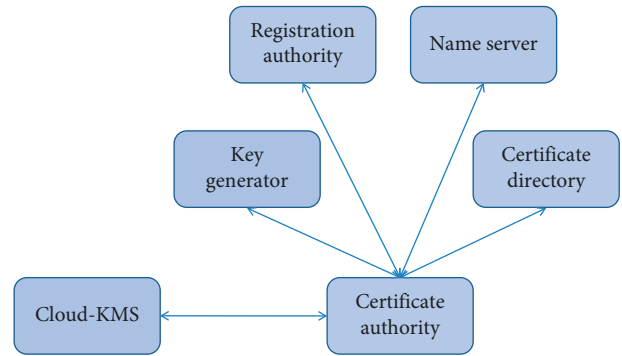 Registration
authority
Name server
Key
generator
Certificate
directory
Cloud-KMS
Certificate
authority